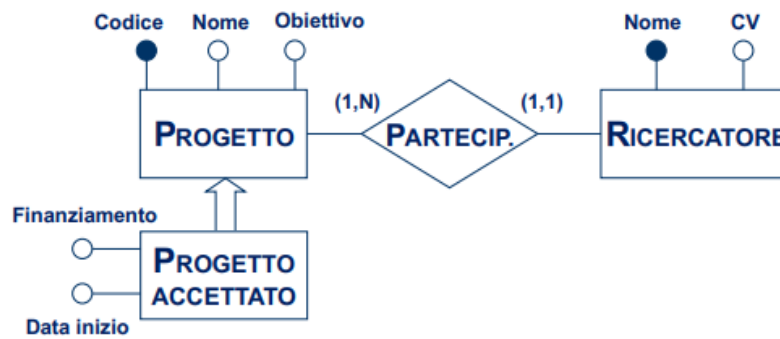 Codice Nome Obiettivo Nome CV
(1,N) (1,1)
PROGETTO PARTECIP. RICERCATORE
Finanziamento
PROGETTO
ACCETTATO
Data inizio